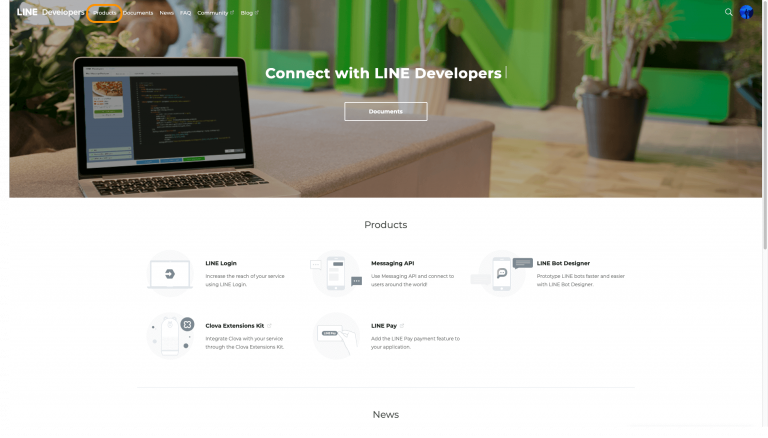 LINE Developers Products Documents News FAQ Community Blog
Connect with LINE Developers
Documents
Products
LINE Login
Increase the reach of your service
using LINE Login.
Messaging API
Use Messaging API and connect to
users around the world!
LINE Bot Designer
Prototype LINE bots faster and easier
with LINE Bot Designer.
Clova Extensions Kit
Integrate Clova with your service
through the Clova Extensions Kit.
LINE Pay
Add the LINE Pay payment feature to
your application.
News